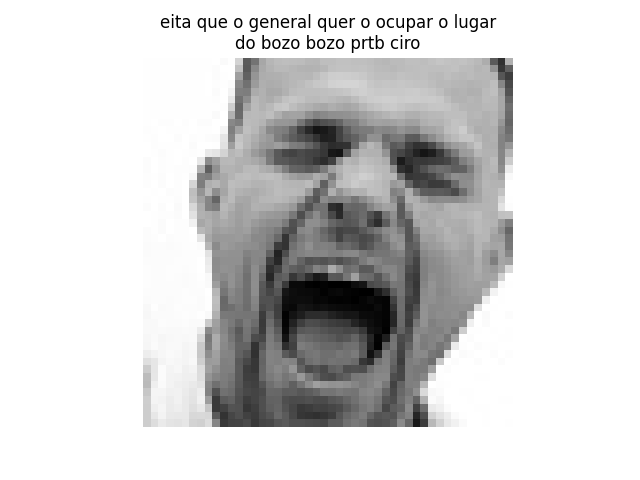 eita que o general quer o ocupar o lugar
do bozo bozo prtb ciro